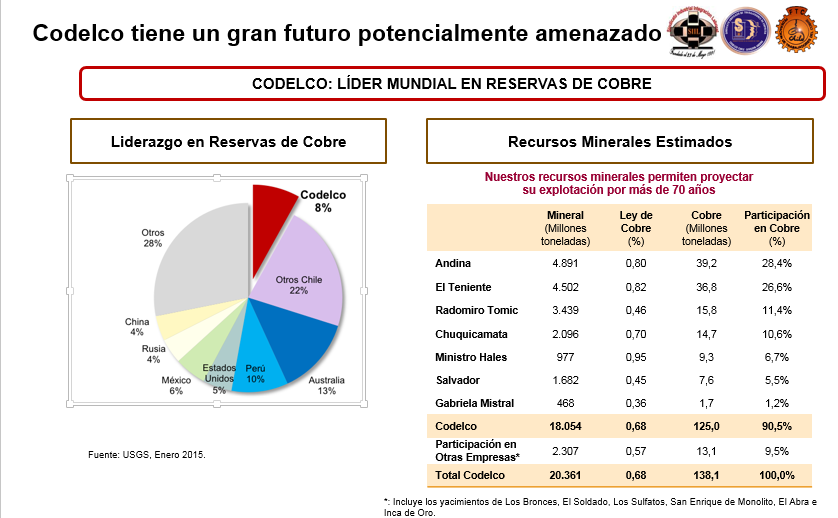 Codelco tiene un gran futuro potencialmente amenazado
CODELCO: LÍDER MUNDIAL EN RESERVAS DE COBRE
Liderazgo en Reservas de Cobre
Codelco
8%
Otros Chile
22%
Australia
13%
Perú
10%
Estados
Unidos
5%
México
6%
Rusia
4%
China
4%
Otros
28%
Fuente: USGS, Enero 2015.
Recursos Minerales Estimados
Nuestros recursos minerales permiten proyectar
su explotación por más de 70 años
Mineral (Millones toneladas) Ley de Cobre (%) Cobre (Millones toneladas) Participación en Cobre (%)
Andina 4.891 0,80 39,2 28,4%
El Teniente 4.502 0,82 36,8 26,6%
Radomiro Tomic 3.439 0,46 15,8 11,4%
Chuquicamata 2.096 0,70 14,7 10,6%
Ministro Hales 977 0,95 9,3 6,7%
Salvador 1.682 0,45 7,6 5,5%
Gabriela Mistral 468 0,36 1,7 1,2%
Codelco 18.054 0,68 125,0 90,5%
Participación en Otras Empresas* 2.307 0,57 13,1 9,5%
Total Codelco 20.361 0,68 138,1 100,0%
*: Incluye los yacimientos de Los Bronces, El Soldado, Los Sulfatos, San Enrique de Monolito, El Abra e
Inca de Oro.